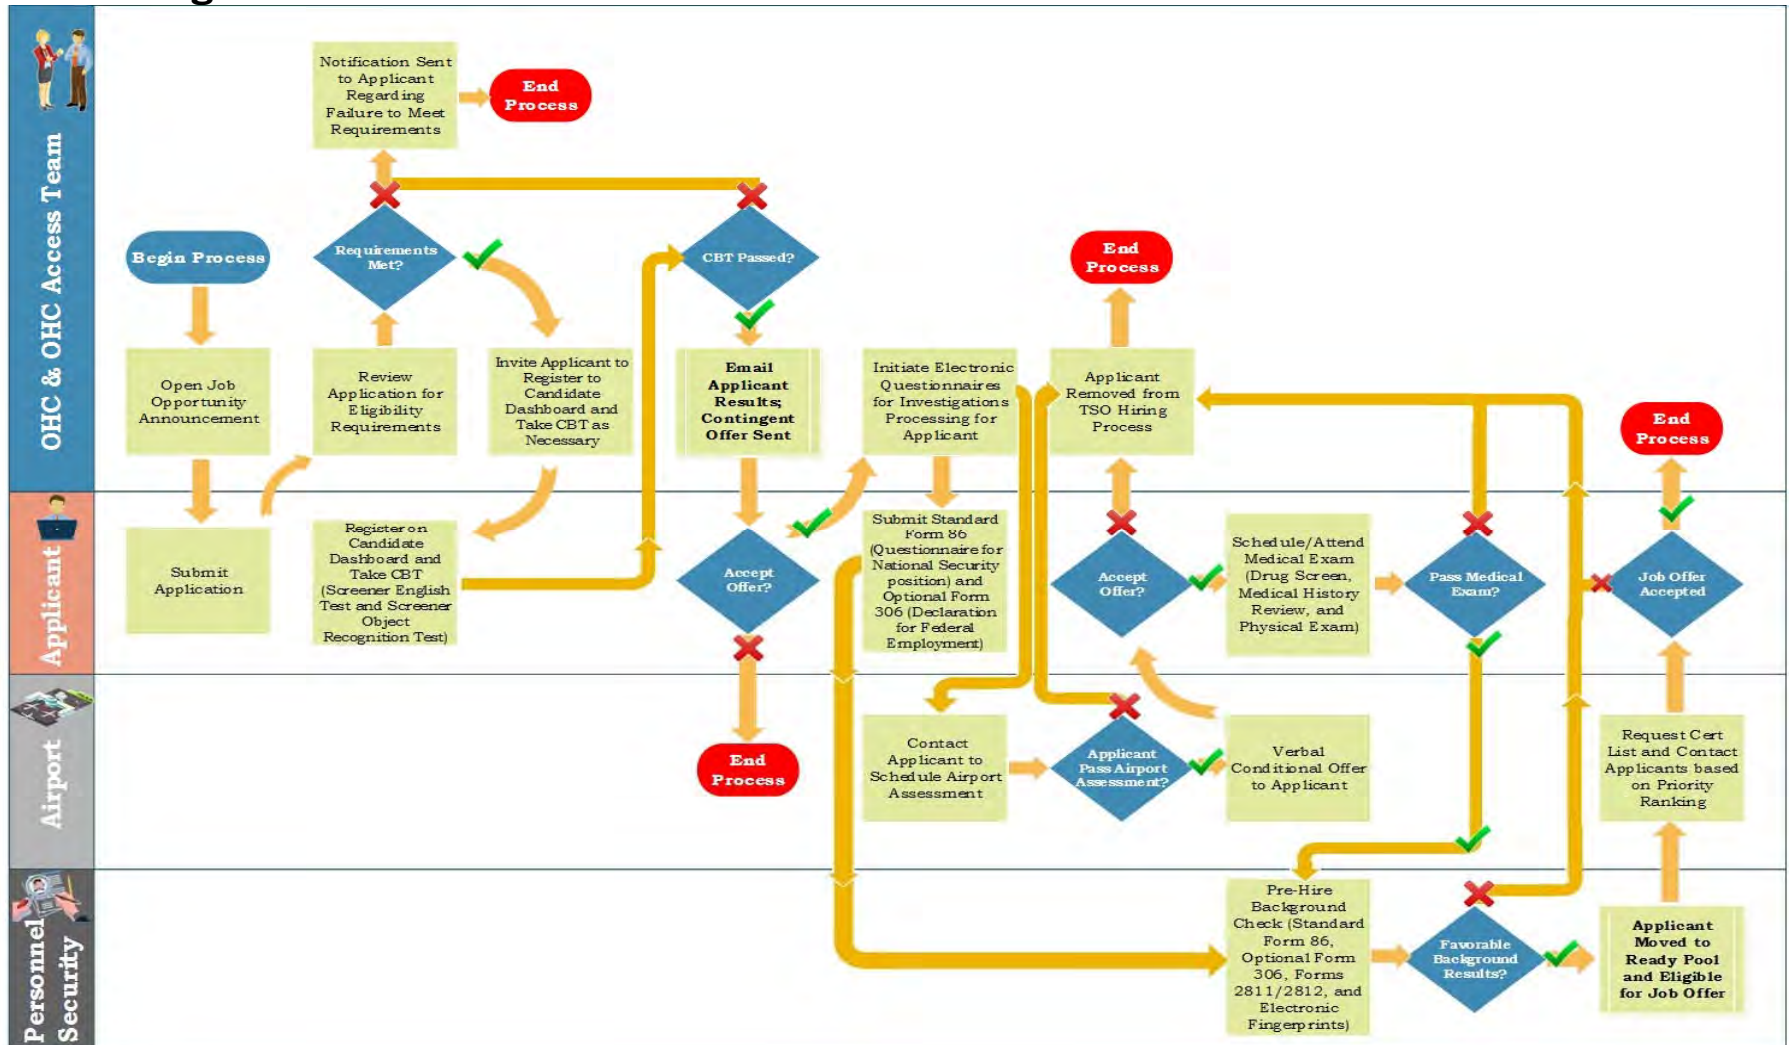 g
OHC & OHC Access Team
Notification Sent
to Applicant
Regarding
Failure to Meet
Requirements
End
Process
Begin Process
Requirements
Met?
CBT Passed?
End
Process
Open Job
Opportunity
Announcement
Review
Application for
Eligibility
Requirements
Invite Applicant to
Register to
Candidate
Dashboard and
Take CBT as
Necessary
Email
Applicant
Results;
Contingent
Offer Sent
Initiate Electronic
Questionnaires
for Investigations
Processing for
Applicant
Applicant
Removed from
TSO Hiring
Process
End
Process
Applicant
Submit
Application
Register on
Candidate
Dashboard and
Take CBT
(Screener English
Test and Screener
Object
Recognition Test)
Accept
Offer?
Submit Standard
Form 86
(Questionnaire for
National Security
position) and
Optional Form
306 (Declaration
for Federal
Employment)
Accept
Offer?
Schedule/Attend
Medical Exam
(Drug Screen,
Medical History
Review, and
Physical Exam)
Pass Medical
Exam?
Job Offer
Accepted
Airport
End
Process
Contact
Applicant to
Schedule Airport
Assessment
Applicant
Pass Airport
Assessment?
Verbal
Conditional Offer
to Applicant
Request Cert
List and Contact
Applicants based
on Priority
Ranking
Personnel
Security
Pre-Hire
Background
Check (Standard
Form 86,
Optional Form
306, Forms
2811/2812, and
Electronic
Fingerprints)
Favorable
Background
Results?
Applicant
Moved to
Ready Pool
and Eligible
for Job Offer